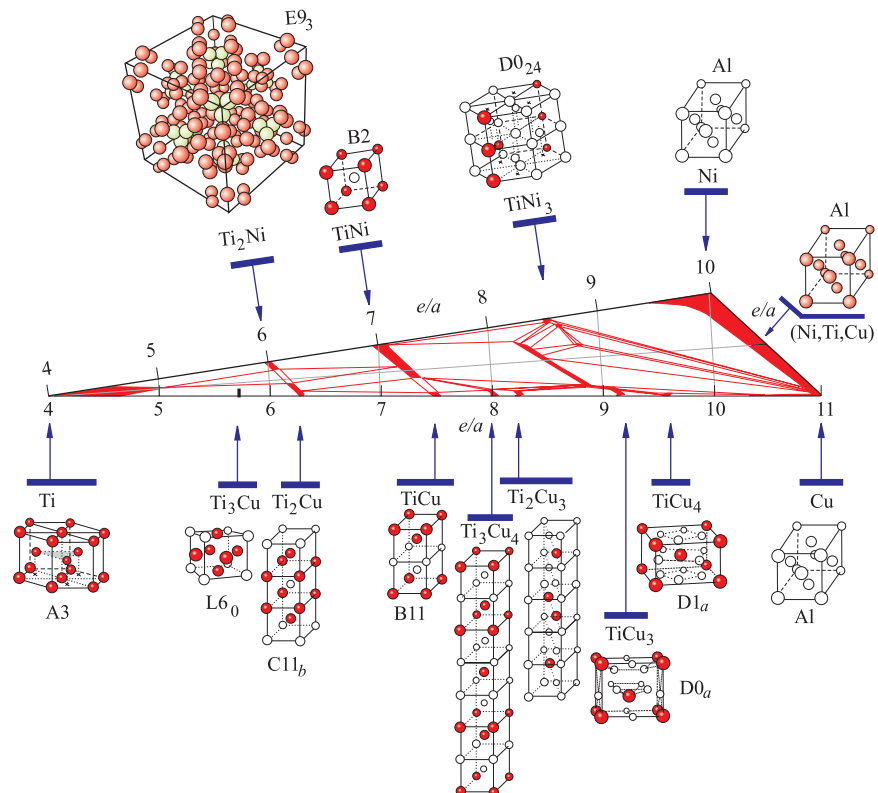 E9₃
B2
D0₂₄
Al
Ti₂Ni
TiNi
TiNi₃
Ni
Al
(Ni,Ti,Cu)
4
5
6
7
8
9
10
e/a
e/a
4
5
6
7
8
9
10
11
e/a
Ti
Ti₃Cu
Ti₂Cu
TiCu
Ti₃Cu₄
Ti₂Cu₃
TiCu₃
TiCu₄
Cu
A3
L6₀
C11b
B11
D0a
D1a
Al